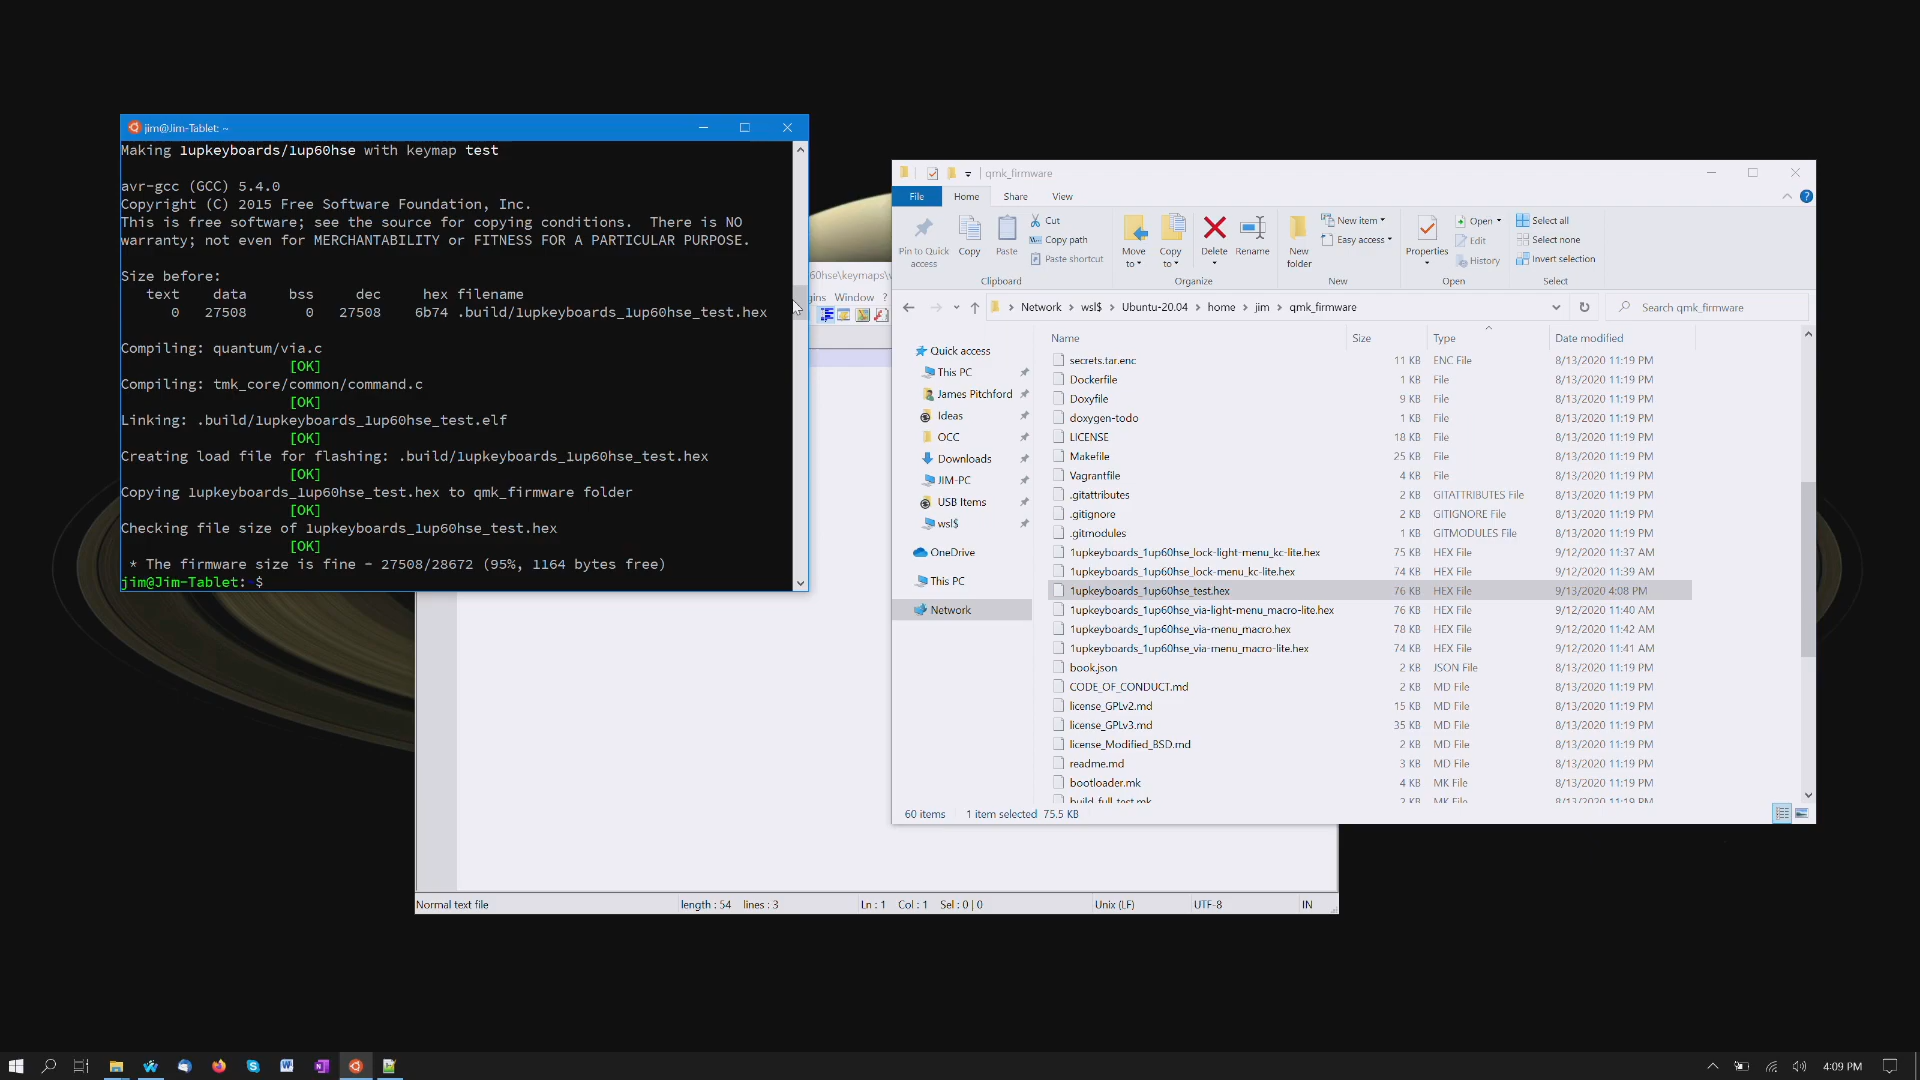 jim@Jim-Tablet: ~
Making 1upkeyboards/1up60hse with keymap test
avr-gcc (GCC) 5.4.0
Copyright (C) 2015 Free Software Foundation, Inc.
This is free software; see the source for copying conditions.  There is NO
warranty; not even for MERCHANTABILITY or FITNESS FOR A PARTICULAR PURPOSE.
Size before:
text data bss dec hex filename
0 27508 0 27508 6b74 .build/1upkeyboards_1up60hse_test.hex
Compiling: quantum/via.c
[OK]
Compiling: tmk_core/common/command.c
[OK]
Linking: .build/1upkeyboards_1up60hse_test.elf
[OK]
Creating load file for flashing: .build/1upkeyboards_1up60hse_test.hex
[OK]
Copying 1upkeyboards_1up60hse_test.hex to qmk_firmware folder
[OK]
Checking file size of 1upkeyboards_1up60hse_test.hex
[OK]
* The firmware size is fine - 27508/28672 (95%, 1164 bytes free)
jim@Jim-Tablet:~$
60hse\keymaps\
Window ?
Normal text file length : 54 lines : 3 Ln : 1 Col : 1 Sel : 0 | 0 Unix (LF) UTF-8 IN
qmk_firmware
File Home Share View
Pin to Quick access
Copy
Paste
Cut
Copy path
Paste shortcut
Clipboard
Move to
Copy to
Delete
Rename
Organize
New folder
New item
Easy access
New
Properties
Open
Edit
History
Open
Select all
Select none
Invert selection
Select
Network > wsl$ > Ubuntu-20.04 > home > jim > qmk_firmware
Search qmk_firmware
Quick access
This PC
James Pitchford
Ideas
OCC
Downloads
JIM-PC
USB Items
wsl$
OneDrive
This PC
Network
Name Size Type Date modified
secrets.tar.enc 11 KB ENC File 8/13/2020 11:19 PM
Dockerfile 1 KB File 8/13/2020 11:19 PM
Doxyfile 9 KB File 8/13/2020 11:19 PM
doxygen-todo 1 KB File 8/13/2020 11:19 PM
LICENSE 18 KB File 8/13/2020 11:19 PM
Makefile 25 KB File 8/13/2020 11:19 PM
Vagrantfile 4 KB File 8/13/2020 11:19 PM
.gitattributes 2 KB GITATTRIBUTES File 8/13/2020 11:19 PM
.gitignore 2 KB GITIGNORE File 8/13/2020 11:19 PM
.gitmodules 1 KB GITMODULES File 8/13/2020 11:19 PM
1upkeyboards_1up60hse_lock-light-menu_kc-lite.hex 75 KB HEX File 9/12/2020 11:37 AM
1upkeyboards_1up60hse_lock-menu_kc-lite.hex 74 KB HEX File 9/12/2020 11:39 AM
1upkeyboards_1up60hse_test.hex 76 KB HEX File 9/13/2020 4:08 PM
1upkeyboards_1up60hse_via-light-menu_macro-lite.hex 76 KB HEX File 9/12/2020 11:40 AM
1upkeyboards_1up60hse_via-menu_macro.hex 78 KB HEX File 9/12/2020 11:42 AM
1upkeyboards_1up60hse_via-menu_macro-lite.hex 74 KB HEX File 9/12/2020 11:41 AM
book.json 2 KB JSON File 8/13/2020 11:19 PM
CODE_OF_CONDUCT.md 2 KB MD File 8/13/2020 11:19 PM
license_GPLv2.md 15 KB MD File 8/13/2020 11:19 PM
license_GPLv3.md 35 KB MD File 8/13/2020 11:19 PM
license_Modified_BSD.md 2 KB MD File 8/13/2020 11:19 PM
readme.md 3 KB MD File 8/13/2020 11:19 PM
bootloader.mk 4 KB MK File 8/13/2020 11:19 PM
build_full_test.mk 2 KB MK File 8/13/2020 11:19 PM
60 items 1 item selected 75.5 KB
4:09 PM